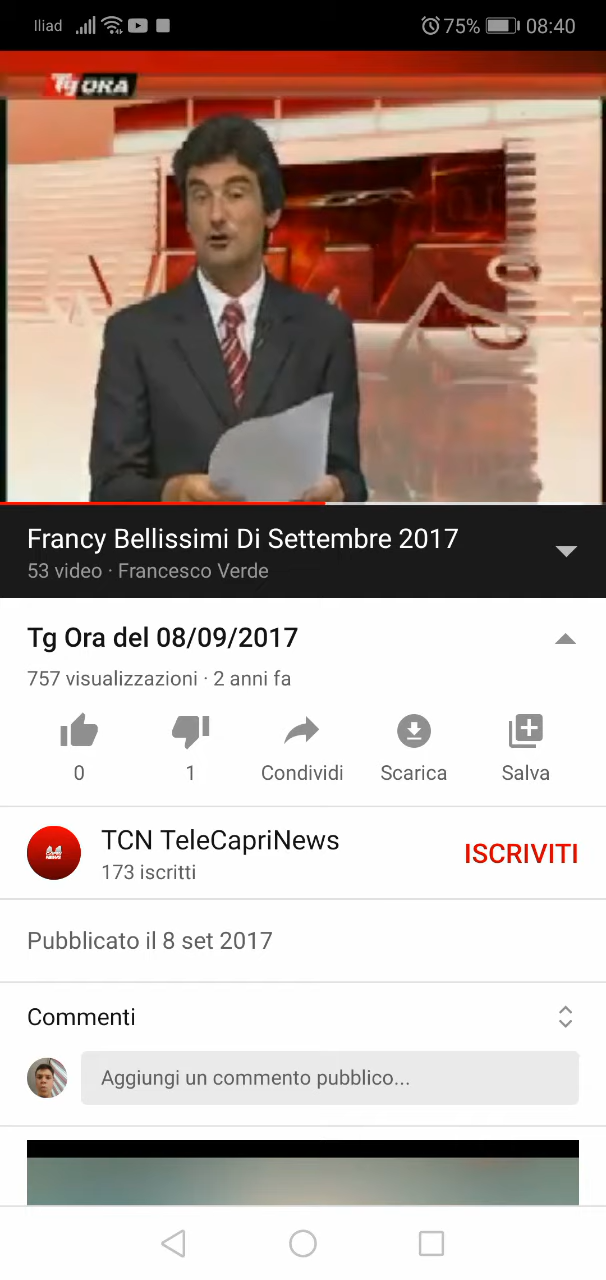 Iliad 75% 08:40
Tg ORA
Francy Bellissimi Di Settembre 2017
53 video · Francesco Verde
Tg Ora del 08/09/2017
757 visualizzazioni · 2 anni fa
0 1 Condividi Scarica Salva
TCN TeleCapriNews ISCRIVITI
173 iscritti
Pubblicato il 8 set 2017
Commenti
Aggiungi un commento pubblico...